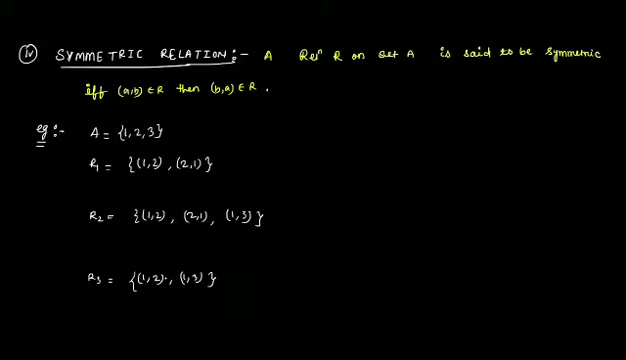 (iv) SYMMETRIC RELATION:- A Relⁿ R on set A is said to be symmetric
iff (a,b) ∈ R then (b,a) ∈ R.
eg:- A = {1,2,3}
R₁ = {(1,2), (2,1)}
R₂ = {(1,2), (2,1), (1,3)}
R₃ = {(1,2), (1,3)}